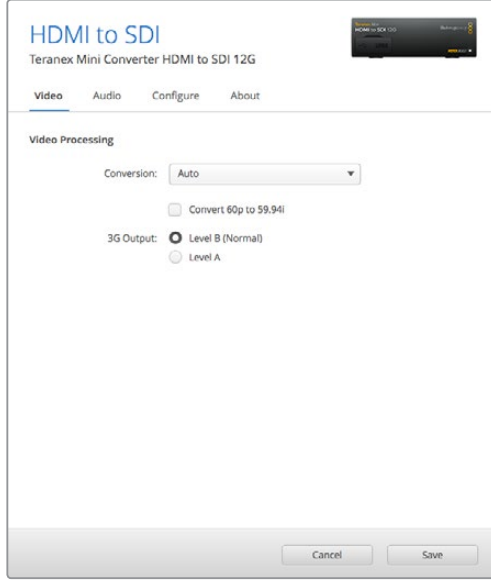 HDMI to SDI
Teranex Mini Converter HDMI to SDI 12G
Video Audio Configure About
Video Processing
Conversion: Auto
Convert 60p to 59.94i
3G Output: Level B (Normal)
Level A
Cancel Save